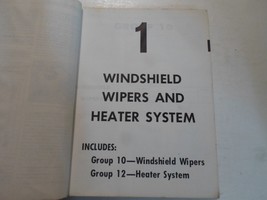 1
WINDSHIELD
WIPERS AND
HEATER SYSTEM
INCLUDES:
Group 10—Windshield Wipers
Group 12—Heater System